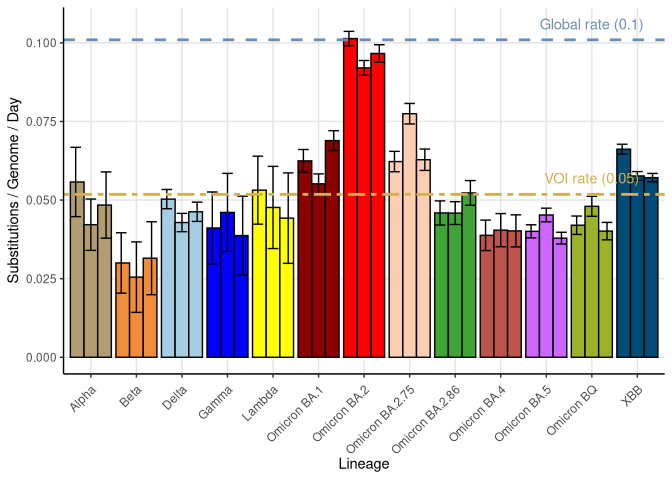 Global rate (0.1)
VOI rate (0.05)
Substitutions / Genome / Day
0.100
0.075
0.050
0.025
0.000
Alpha
Beta
Delta
Gamma
Lambda
Omicron BA.1
Omicron BA.2
Omicron BA.2.75
Omicron BA.2.86
Omicron BA.4
Omicron BA.5
Omicron BQ
XBB
Lineage